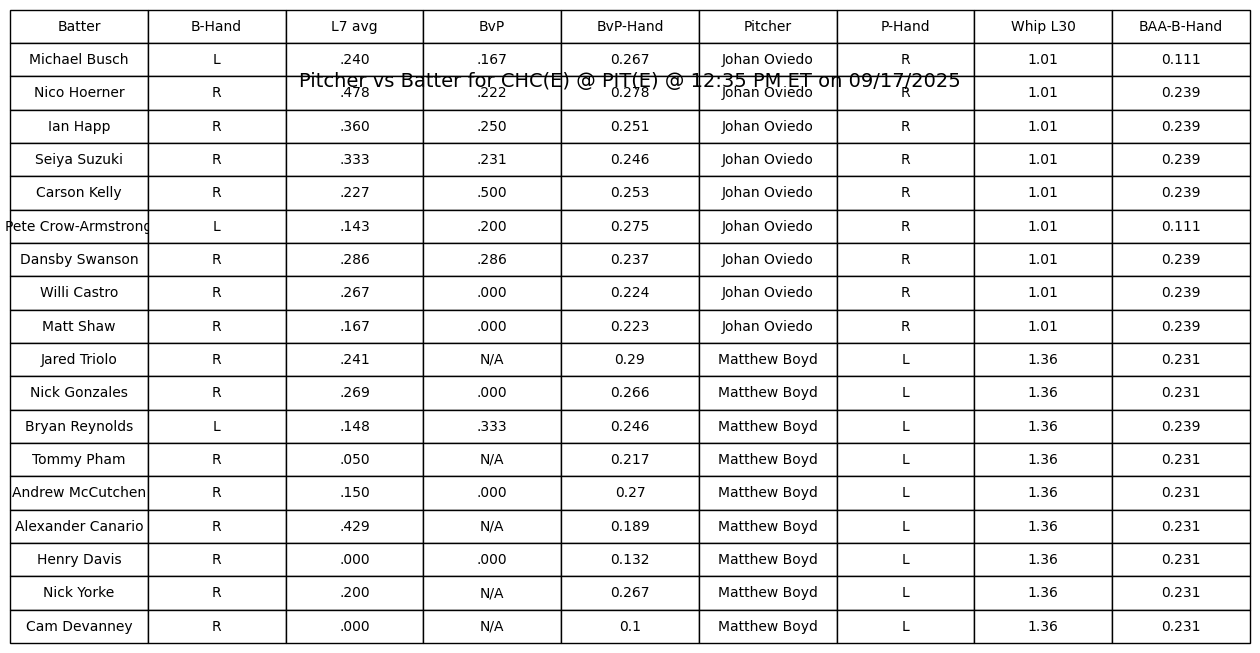 Batter B-Hand L7 avg BvP BvP-Hand Pitcher P-Hand Whip L30 BAA-B-Hand
Michael Busch L .240 .167 0.267 Johan Oviedo R 1.01 0.111
Pitcher vs Batter for CHC(E) @ PIT(E) @ 12:35 PM ET on 09/17/2025
Nico Hoerner R .478 .222 0.278 Johan Oviedo R 1.01 0.239
Ian Happ R .360 .250 0.251 Johan Oviedo R 1.01 0.239
Seiya Suzuki R .333 .231 0.246 Johan Oviedo R 1.01 0.239
Carson Kelly R .227 .500 0.253 Johan Oviedo R 1.01 0.239
Pete Crow-Armstrong L .143 .200 0.275 Johan Oviedo R 1.01 0.111
Dansby Swanson R .286 .286 0.237 Johan Oviedo R 1.01 0.239
Willi Castro R .267 .000 0.224 Johan Oviedo R 1.01 0.239
Matt Shaw R .167 .000 0.223 Johan Oviedo R 1.01 0.239
Jared Triolo R .241 N/A 0.29 Matthew Boyd L 1.36 0.231
Nick Gonzales R .269 .000 0.266 Matthew Boyd L 1.36 0.231
Bryan Reynolds L .148 .333 0.246 Matthew Boyd L 1.36 0.239
Tommy Pham R .050 N/A 0.217 Matthew Boyd L 1.36 0.231
Andrew McCutchen R .150 .000 0.27 Matthew Boyd L 1.36 0.231
Alexander Canario R .429 N/A 0.189 Matthew Boyd L 1.36 0.231
Henry Davis R .000 .000 0.132 Matthew Boyd L 1.36 0.231
Nick Yorke R .200 N/A 0.267 Matthew Boyd L 1.36 0.231
Cam Devanney R .000 N/A 0.1 Matthew Boyd L 1.36 0.231